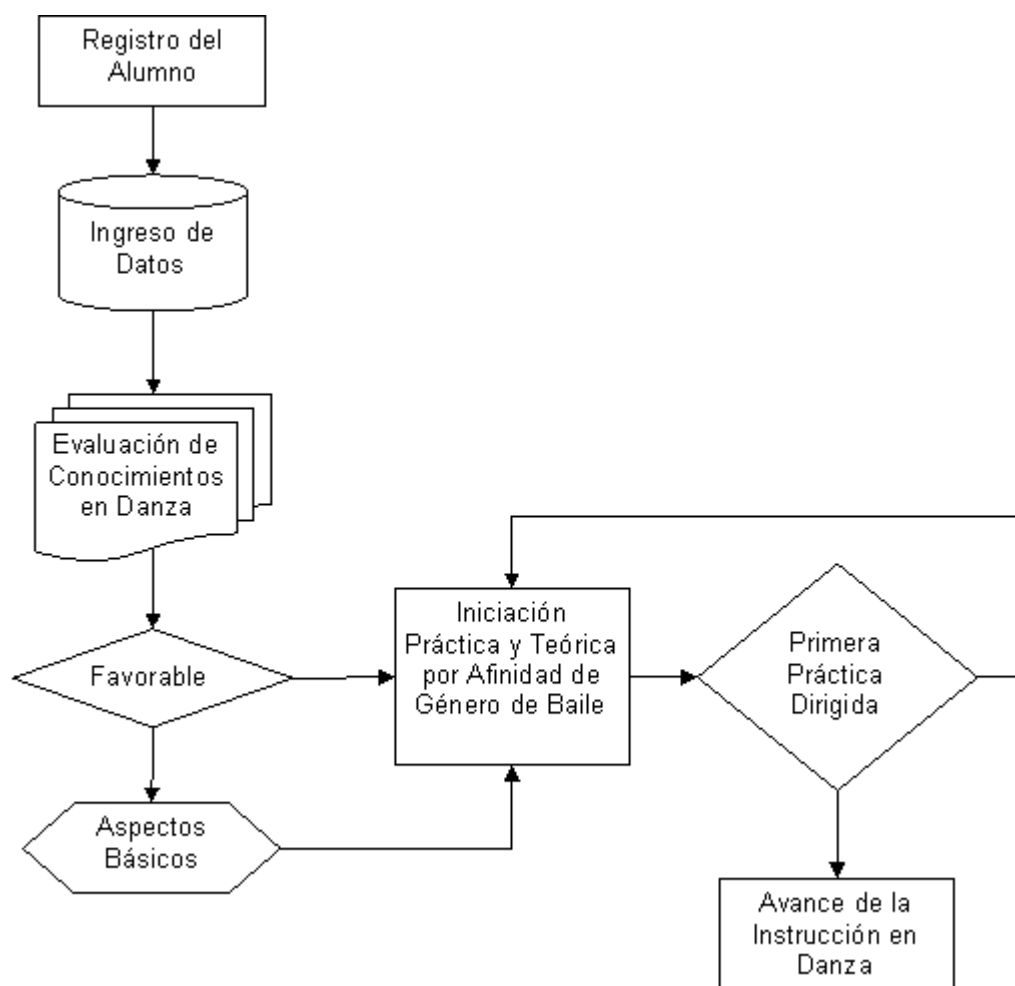 Registro del
Alumno
Ingreso de
Datos
Evaluación de
Conocimientos
en Danza
Favorable
Aspectos
Básicos
Iniciación
Práctica y Teórica
por Afinidad de
Género de Baile
Primera
Práctica
Dirigida
Avance de la
Instrucción en
Danza